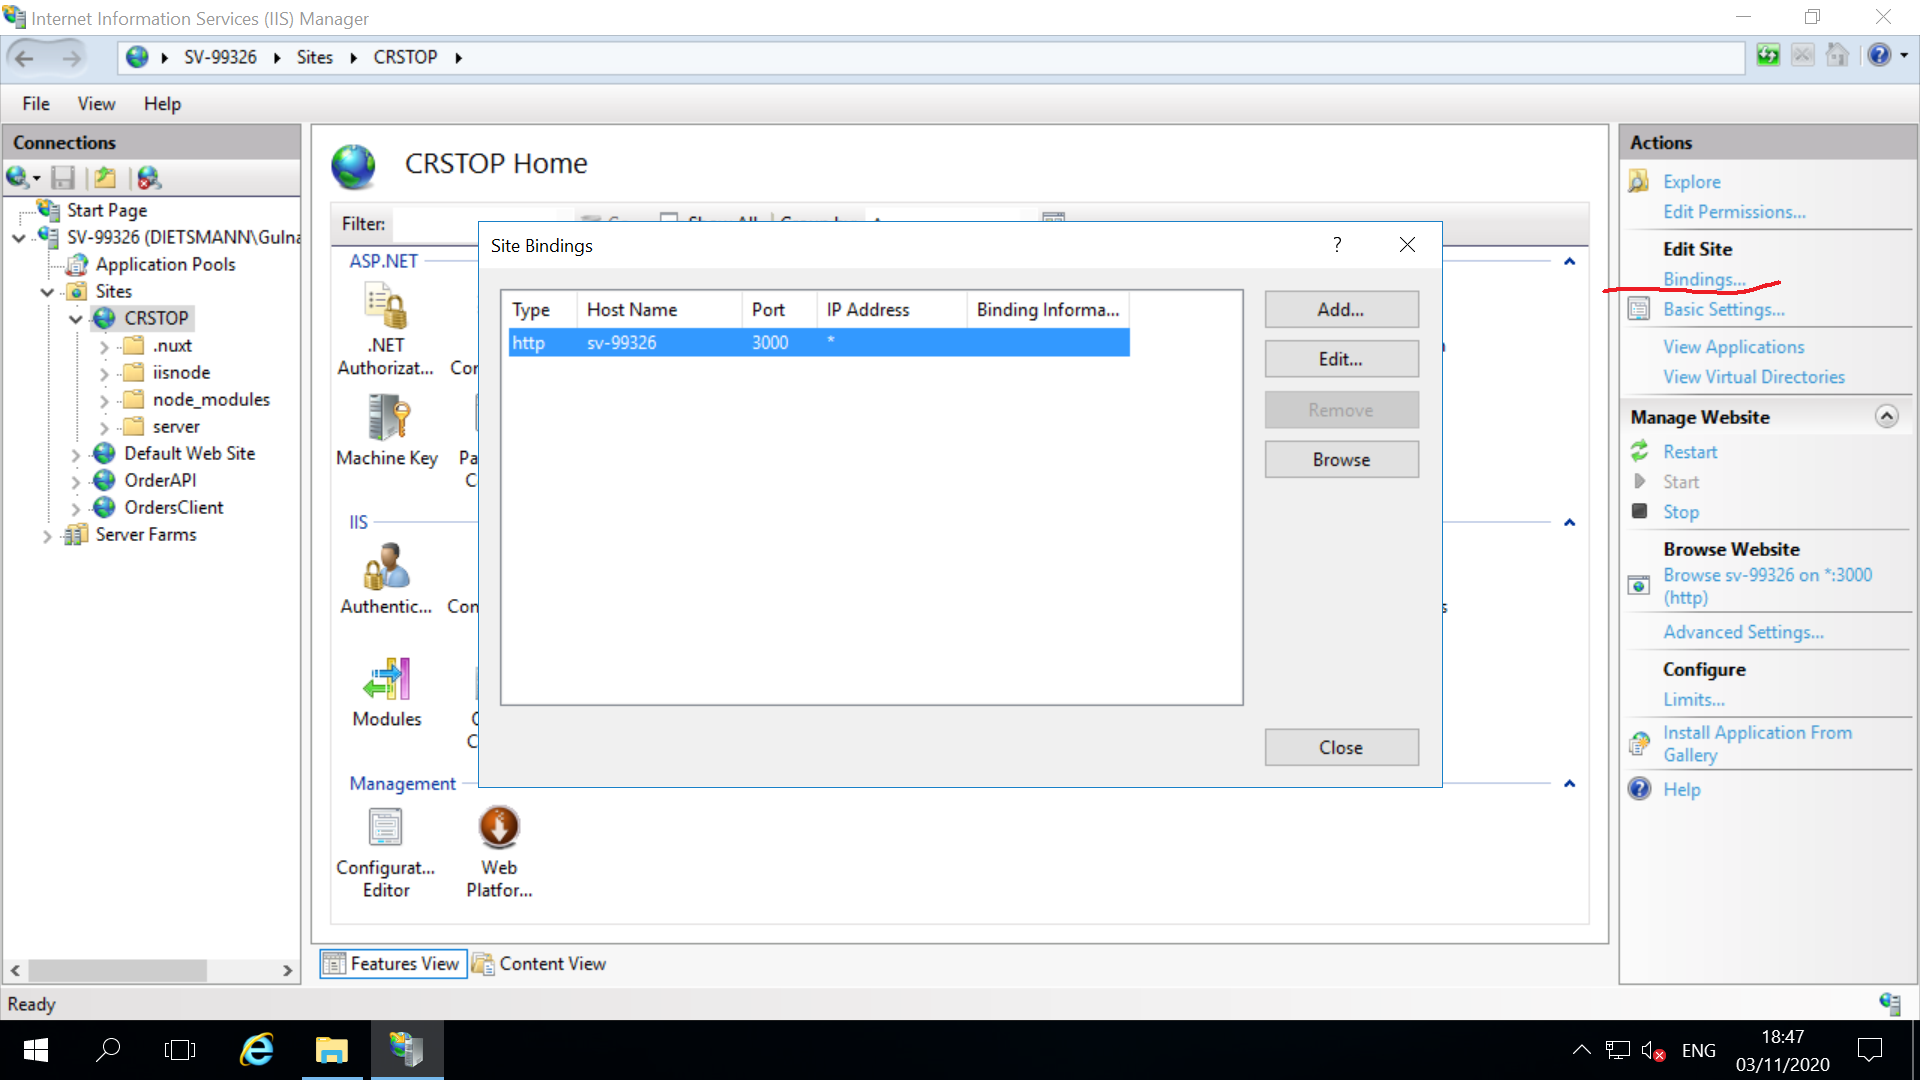 Internet Information Services (IIS) Manager
SV-99326 Sites CRSTOP
File View Help
Connections
Start Page
SV-99326 (DIETSMANN\Gulna
Application Pools
Sites
CRSTOP
.nuxt
iisnode
node_modules
server
Default Web Site
OrderAPI
OrdersClient
Server Farms
CRSTOP Home
Filter:
ASP.NET
.NET
Authorizat...
Machine Key
IIS
Authentic...
Modules
Management
Configurat...
Editor
Web
Platfor...
Site Bindings
?
Type Host Name Port IP Address Binding Informa...
http sv-99326 3000 *
Add...
Edit...
Remove
Browse
Close
Features View Content View
Actions
Explore
Edit Permissions...
Edit Site
Bindings...
Basic Settings...
View Applications
View Virtual Directories
Manage Website
Restart
Start
Stop
Browse Website
Browse sv-99326 on *:3000
(http)
Advanced Settings...
Configure
Limits...
Install Application From
Gallery
Help
Ready
ENG
18:47
03/11/2020